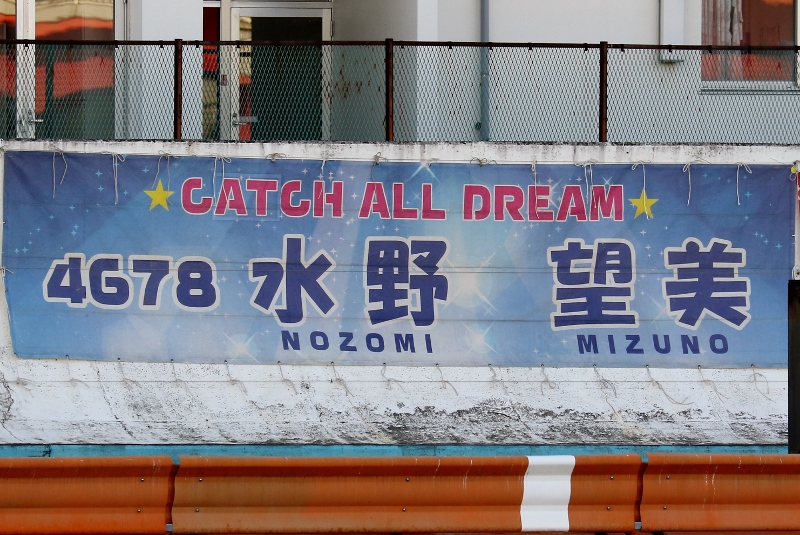 ★CATCH ALL DREAM★
4678 水野 望美
NOZOMI MIZUNO